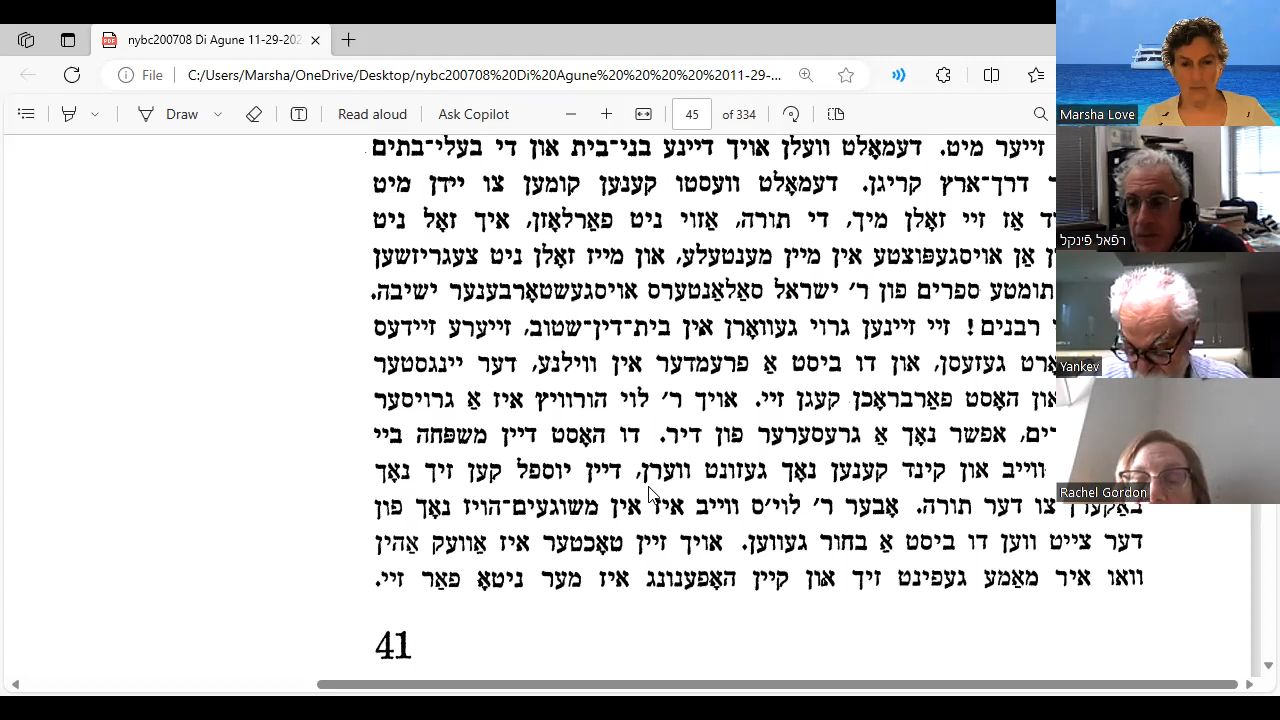 nybc200708 Di Agune 11-29-202
File
C:/Users/Marsha/OneDrive/Desktop/nybc200708%20Di%20Agune%20%20%20%20%2011-29-...
Draw
Read aloud
Ask Copilot
45
of 334
זייער מיט. דעמאָלט וועלן אויך דיינע בני־בית און די בעלי־בתים
דרך־ארץ קריגן. דעמאָלט וועסטו קענען קומען צו יידן מיט
אַז זיי זאָלן מיך, די תורה, אַזוי ניט פאַרלאָזן, איך זאָל ניט
אַן אויסגעפּוצטע אין מיין מענטעלע, און מייז זאָלן ניט צעגריזשען
ספרים פון ר׳ ישראל סאַלאַנטערס אויסגעשטאָרבענער ישיבה.
רבנים! זיי זיינען גרוי געוואָרן אין בית־דין־שטוב, זייערע זיידעס
געזעסן, און דו ביסט אַ פרעמדער אין ווילנע, דער יינגסטער
און האָסט פאַרבראָכן קעגן זיי. אויך ר׳ לוי הורוויץ איז אַ גרויסער
אפשר נאָך אַ גרעסערער פון דיר. דו האָסט דיין משפּחה ביי
ווייב און קינד קענען נאָך געזונט ווערן, דיין יוספל קען זיך נאָך
באַקערן צו דער תורה. אָבער ר׳ לוי׳ס ווייב איז אין משוגעים־הויז נאָך פון
דער צייט ווען דו ביסט אַ בחור געווען. אויך זיין טאָכטער איז אַוועק אַהין
וואו איר מאַמע געפינט זיך און קיין האָפענונג איז מער ניטאָ פאַר זיי.
41
Marsha Love
רפֿאל פֿינקל
Yankev
Rachel Gordon